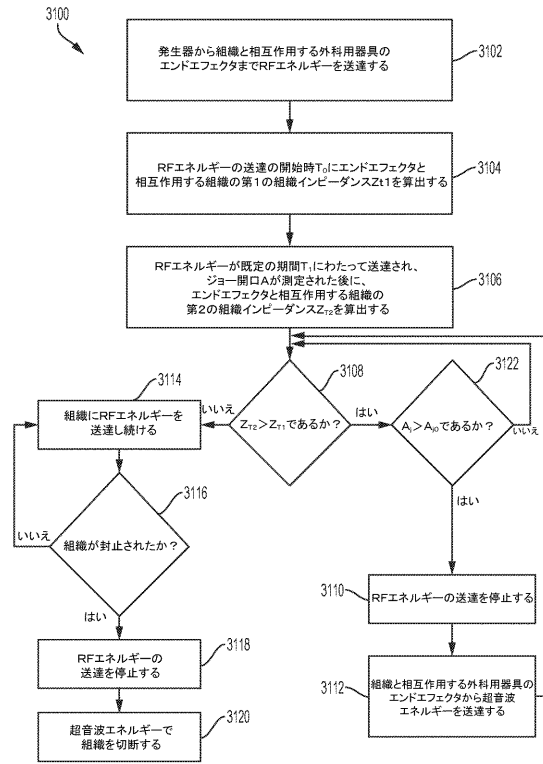 3100
発生器から組織と相互作用する外科用器具の
エンドエフェクタまでRFエネルギーを送達する
3102
RFエネルギーの送達の開始時T₀にエンドエフェクタと
相互作用する組織の第1の組織インピーダンスZt1を算出する
3104
RFエネルギーが既定の期間T₁にわたって送達され、
ジョー開口Aが測定された後に、
エンドエフェクタと相互作用する組織の
第2の組織インピーダンスZT2を算出する
3106
3108
ZT2>ZT1であるか?
いいえ
はい
3122
Aj>Aj0であるか?
いいえ
はい
3114
組織にRFエネルギーを
送達し続ける
3116
組織が封止されたか?
いいえ
はい
3110
RFエネルギーの送達を停止する
3118
RFエネルギーの
送達を停止する
3112
組織と相互作用する外科用器具の
エンドエフェクタから超音波
エネルギーを送達する
3120
超音波エネルギーで
組織を切断する